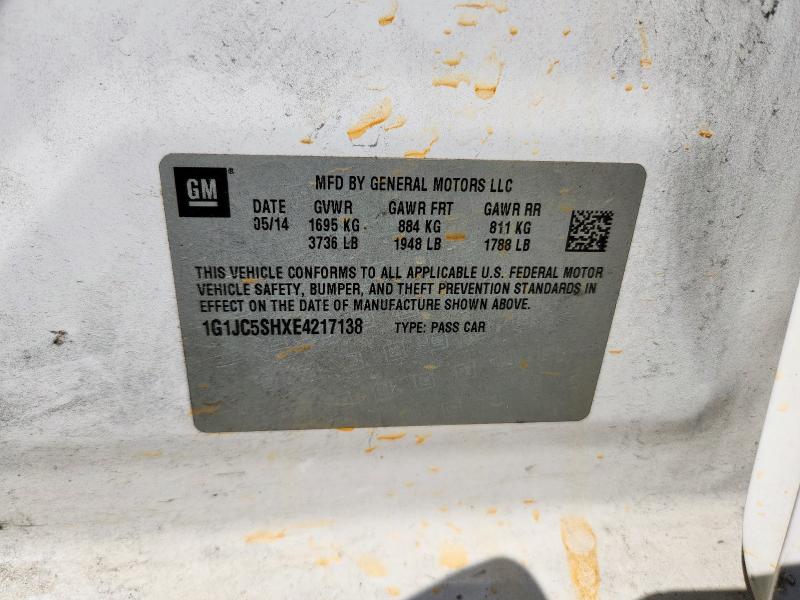 GM®
MFD BY GENERAL MOTORS LLC
DATE GVWR GAWR FRT GAWR RR
05/14 1695 KG 884 KG 811 KG
3736 LB 1948 LB 1788 LB
THIS VEHICLE CONFORMS TO ALL APPLICABLE U.S. FEDERAL MOTOR
VEHICLE SAFETY, BUMPER, AND THEFT PREVENTION STANDARDS IN
EFFECT ON THE DATE OF MANUFACTURE SHOWN ABOVE.
1G1JC5SHXE4217138 TYPE: PASS CAR